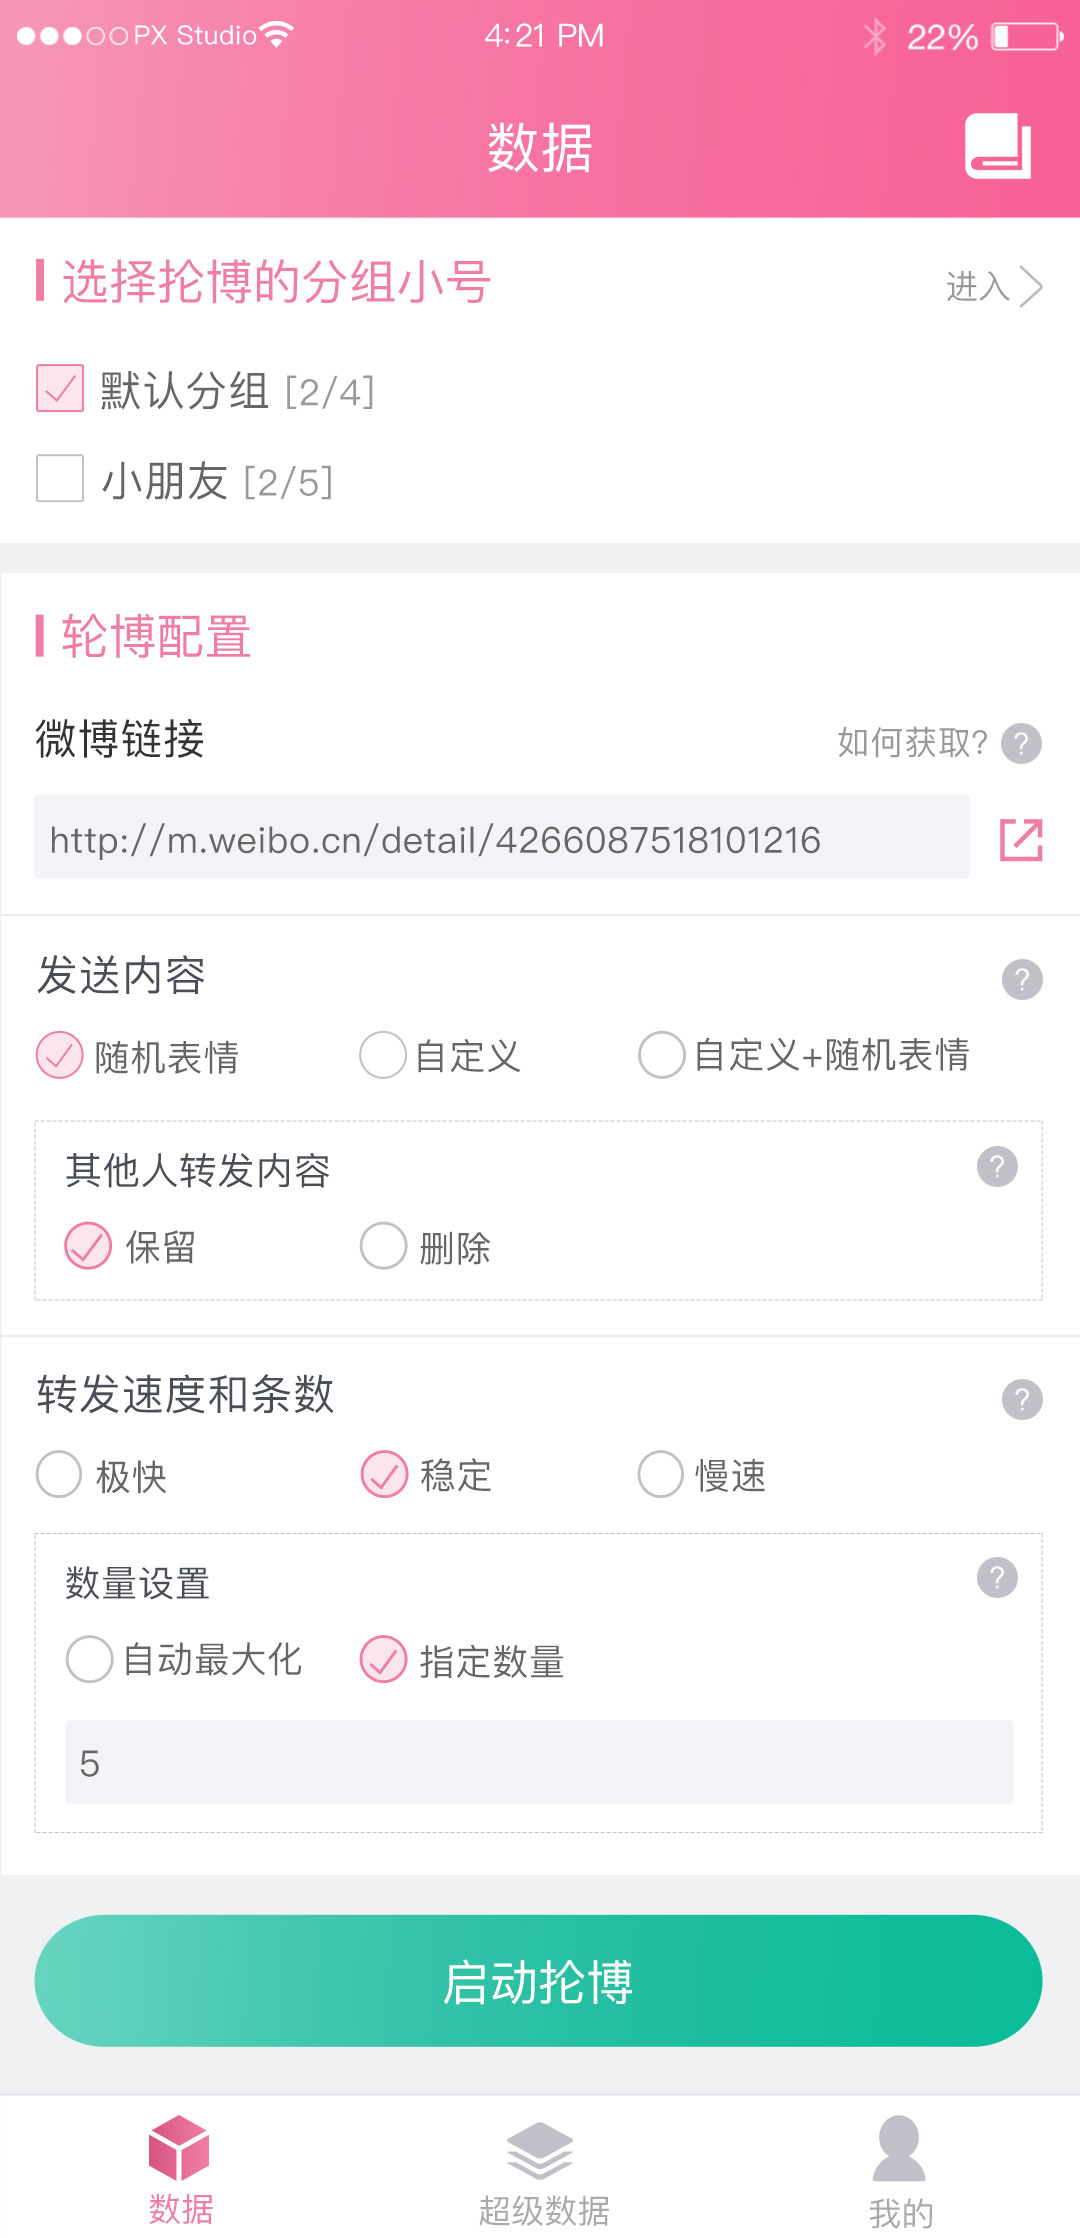 PX Studio 4:21 PM 22%
数据
选择抡博的分组小号 进入
默认分组 [2/4]
小朋友 [2/5]
轮博配置
微博链接 如何获取? ?
http://m.weibo.cn/detail/4266087518101216
发送内容 ?
随机表情 自定义 自定义+随机表情
其他人转发内容 ?
保留 删除
转发速度和条数 ?
极快 稳定 慢速
数量设置 ?
自动最大化 指定数量
5
启动抡博
数据 超级数据 我的